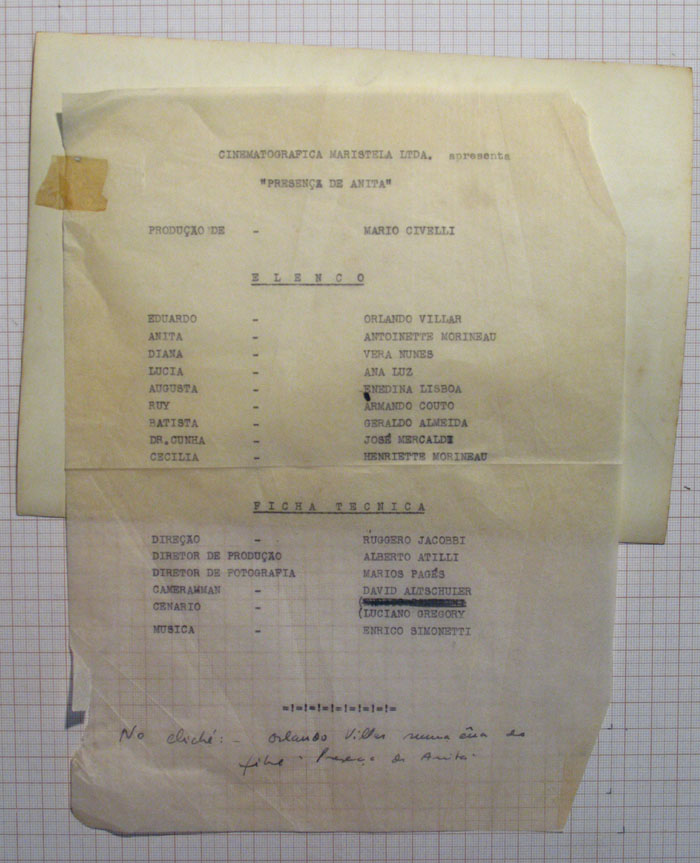 CINEMATOGRAFICA MARISTELA LTDA. apresenta
"PRESENÇA DE ANITA"
PRODUÇÃO DE - MARIO CIVELLI
E L E N C O
EDUARDO - ORLANDO VILLAR
ANITA - ANTOINETTE MORINEAU
DIANA - VERA NUNES
LUCIA - ANA LUZ
AUGUSTA - ENEDINA LISBOA
RUY - ARMANDO COUTO
BATISTA - GERALDO ALMEIDA
DR.CUNHA - JOSÉ MERCALDI
CECILIA - HENRIETTE MORINEAU
F I C H A T E C N I C A
DIREÇÃO - RUGGERO JACOBBI
DIRETOR DE PRODUÇÃO ALBERTO ATILLI
DIRETOR DE FOTOGRAFIA MARIOS PAGÉS
CAMERAWMAN - DAVID ALTSCHULER
CENARIO - (
(LUCIANO GREGORY
MUSICA - ENRICO SIMONETTI
=!=!=!=!=!=!=!=!=!=
No cliché: - Orlando Villar numa do
filme - Presença de Anita -